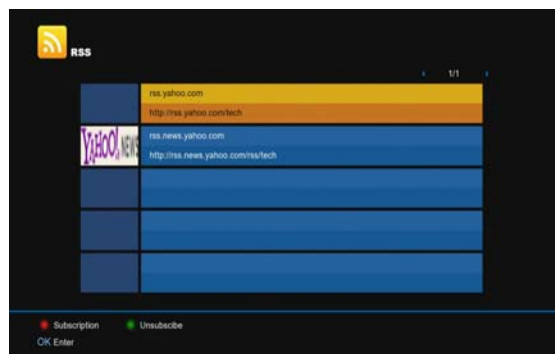 RSS
1/1
rss.yahoo.com
http://rss.yahoo.com/tech
YAHOO! NEWS
rss.news.yahoo.com
http://rss.news.yahoo.com/rss/tech
Subscription Unsubscibe
OK Enter